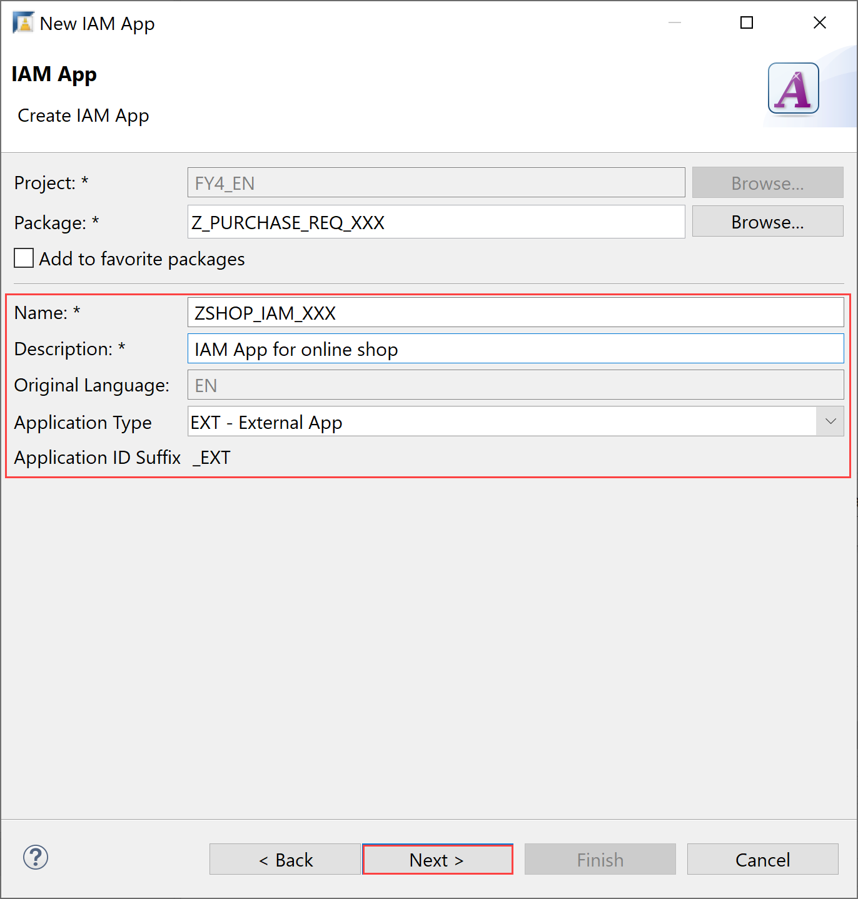 New IAM App
IAM App
Create IAM App
A
Project: * FY4_EN Browse...
Package: * Z_PURCHASE_REQ_XXX Browse...
Add to favorite packages
Name: * ZSHOP_IAM_XXX
Description: * IAM App for online shop
Original Language: EN
Application Type EXT - External App
Application ID Suffix _EXT
? < Back Next > Finish Cancel